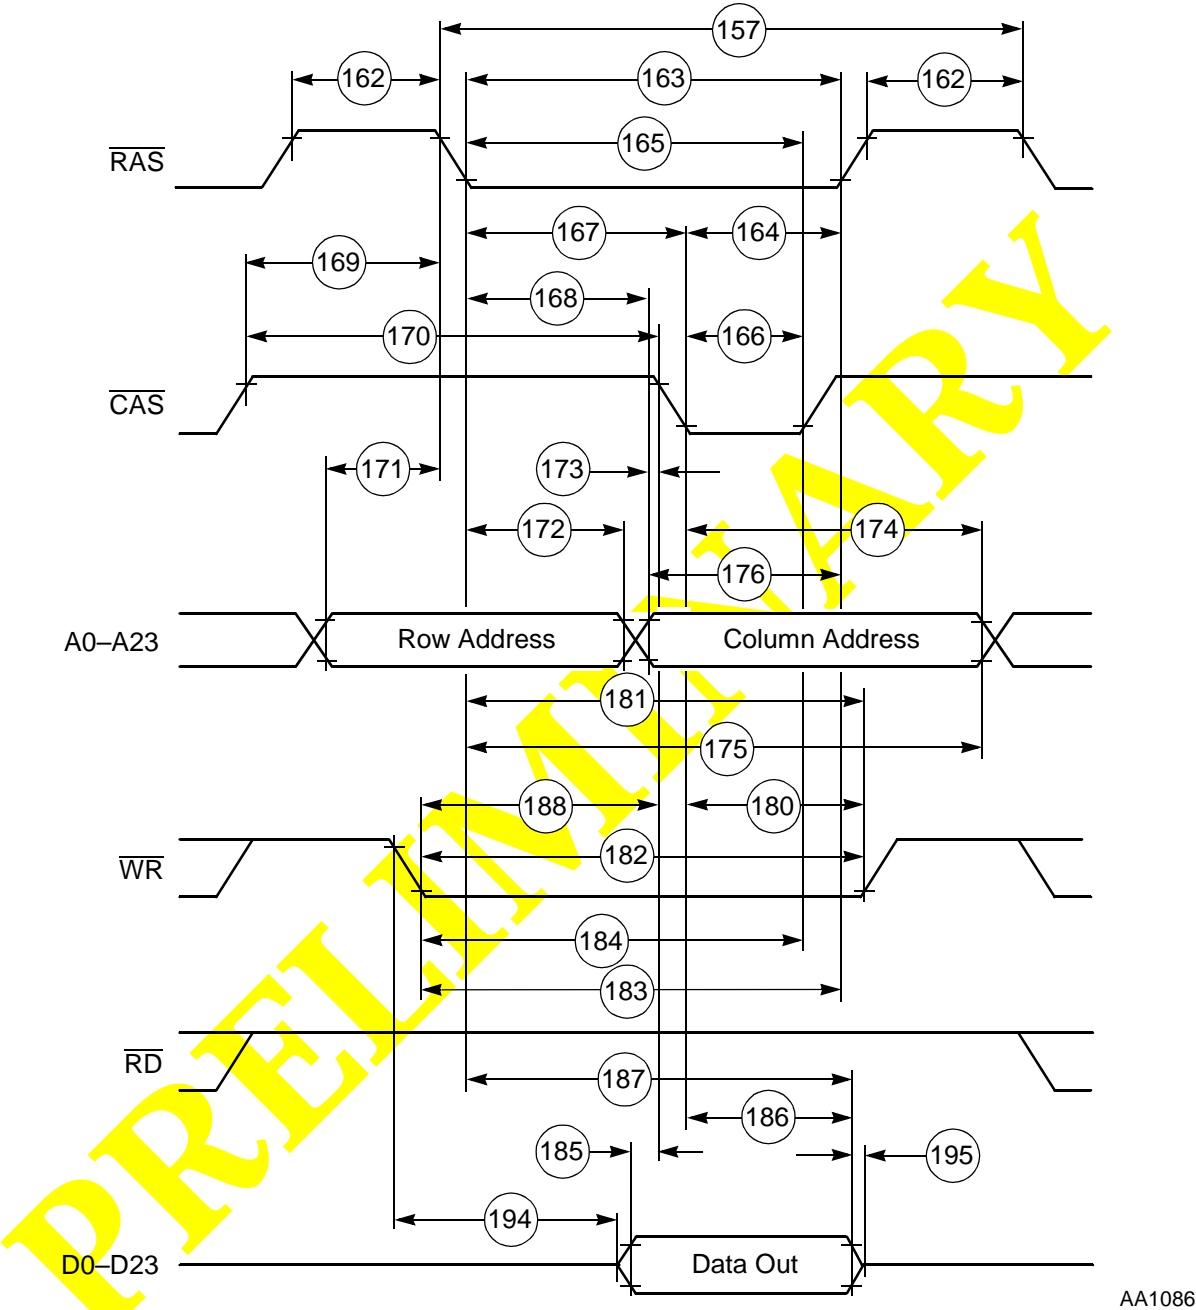 157
162
163
162
165
RAS
167
164
169
168
170
166
CAS
171
173
172
174
176
A0–A23
Row Address
Column Address
181
175
188
180
WR
182
184
183
RD
187
186
185
195
194
D0–D23
Data Out
AA1086
PRELIMINARY